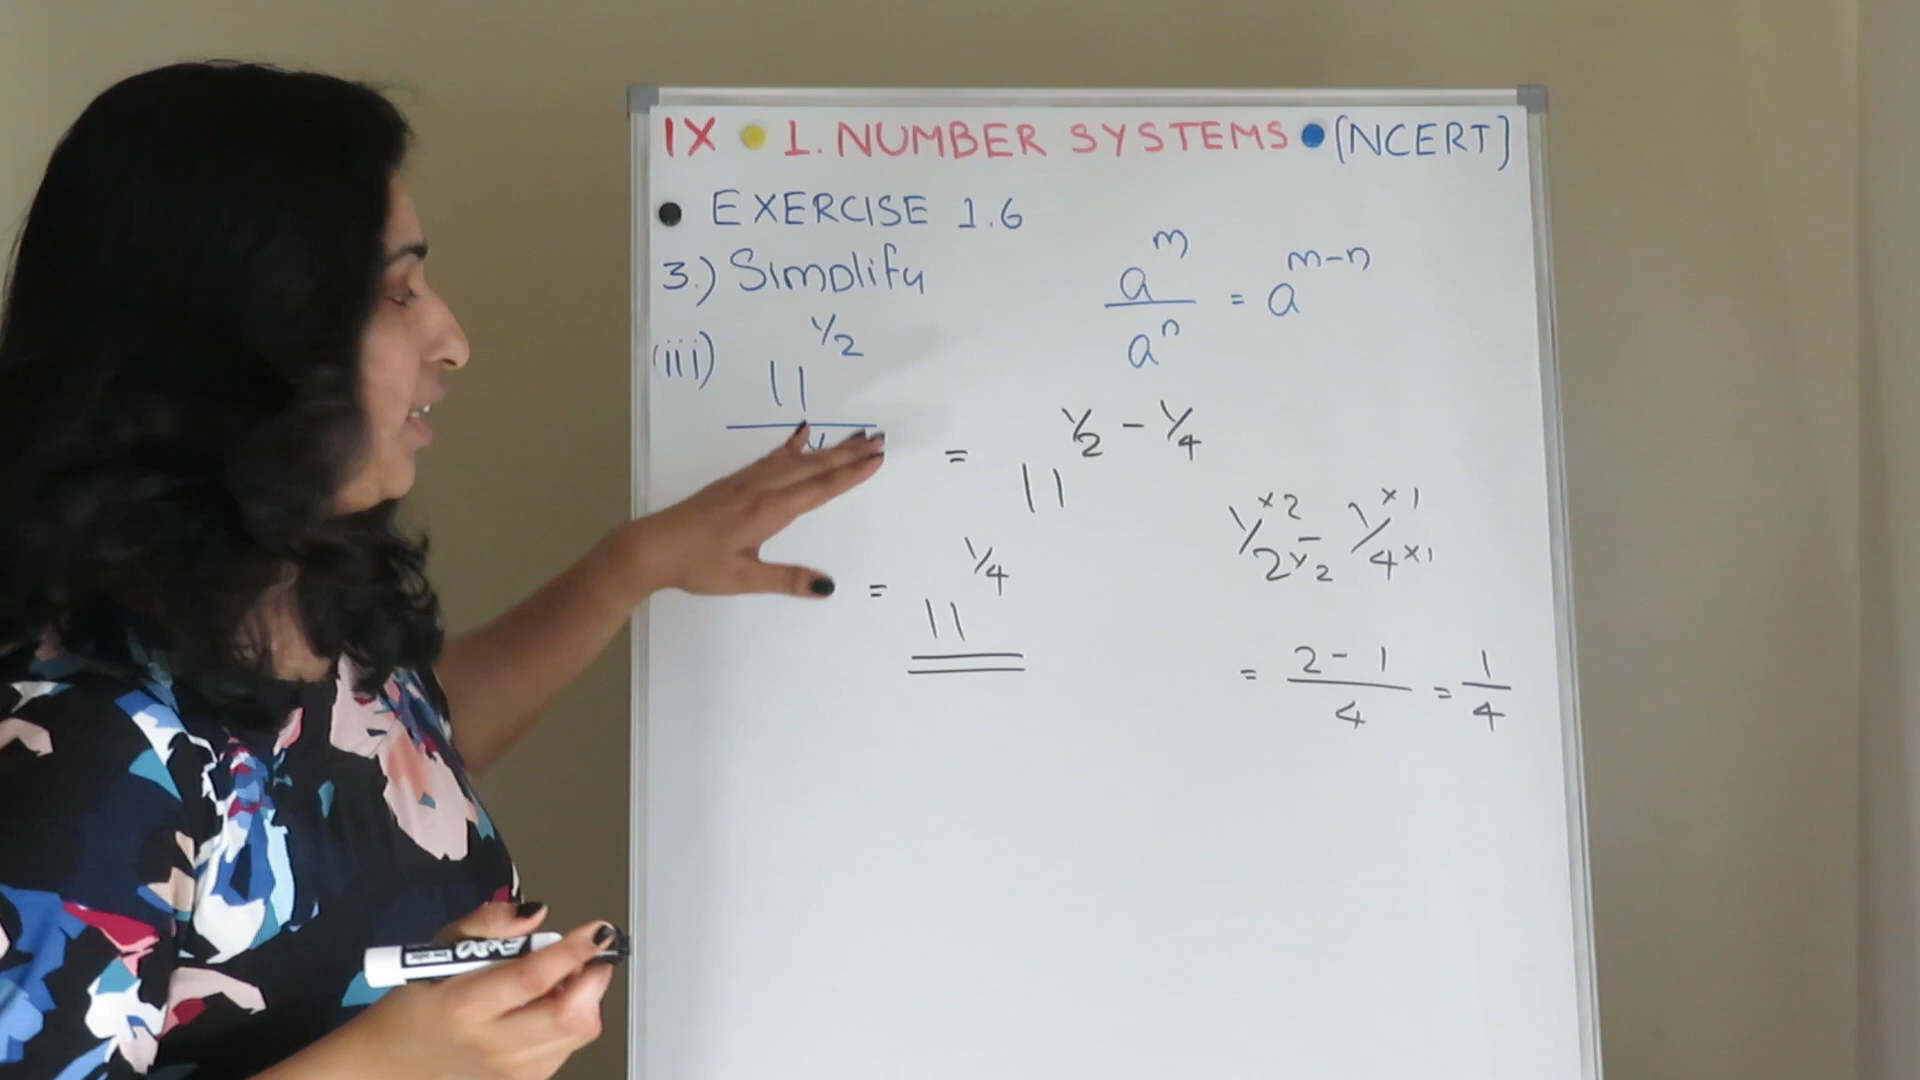 IX 1. NUMBER SYSTEMS (NCERT]
EXERCISE 1.6
3.) Simplify
a^m / a^n = a^(m-n)
(iii) 11^(1/2)
= 11^(1/2 - 1/4)
1/2 ×2 ×2 - 1/4 ×1 ×1
= 11^(1/4)
= (2-1)/4 = 1/4
EXPO